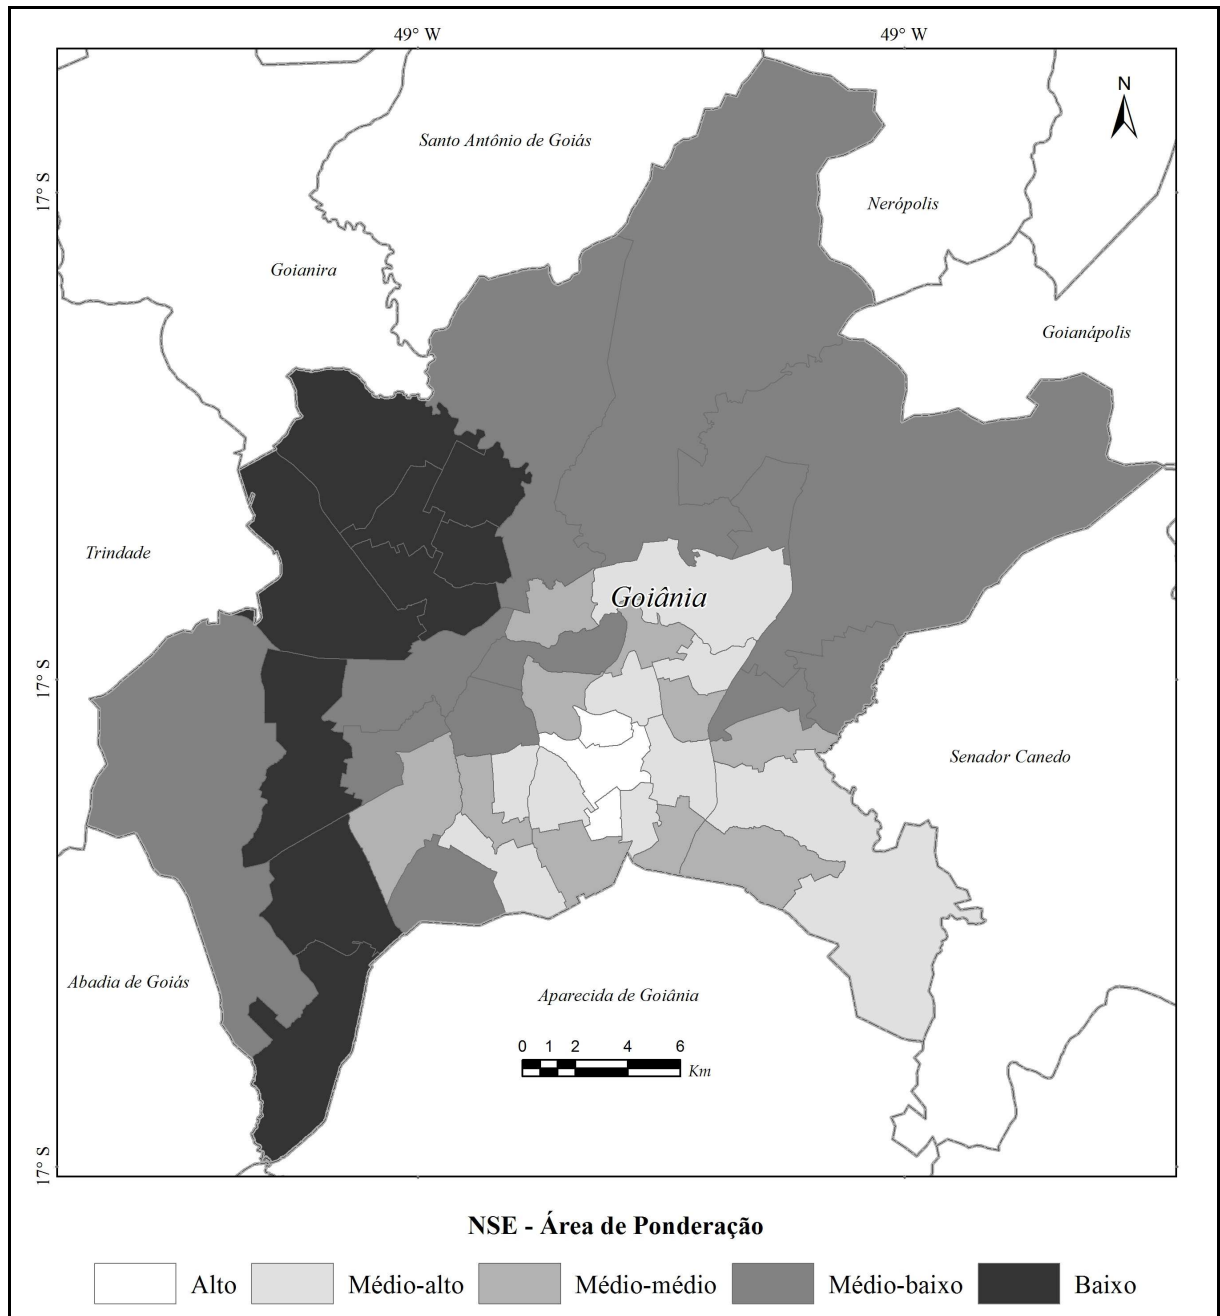 49° W
49° W
N
Santo Antônio de Goiás
17° S
Nerópolis
Goianira
Goianápolis
Trindade
Goiânia
17° S
Senador Canedo
Abadia de Goiás
Aparecida de Goiânia
0 1 2 4 6
Km
17° S
NSE - Área de Ponderação
Alto
Médio-alto
Médio-médio
Médio-baixo
Baixo